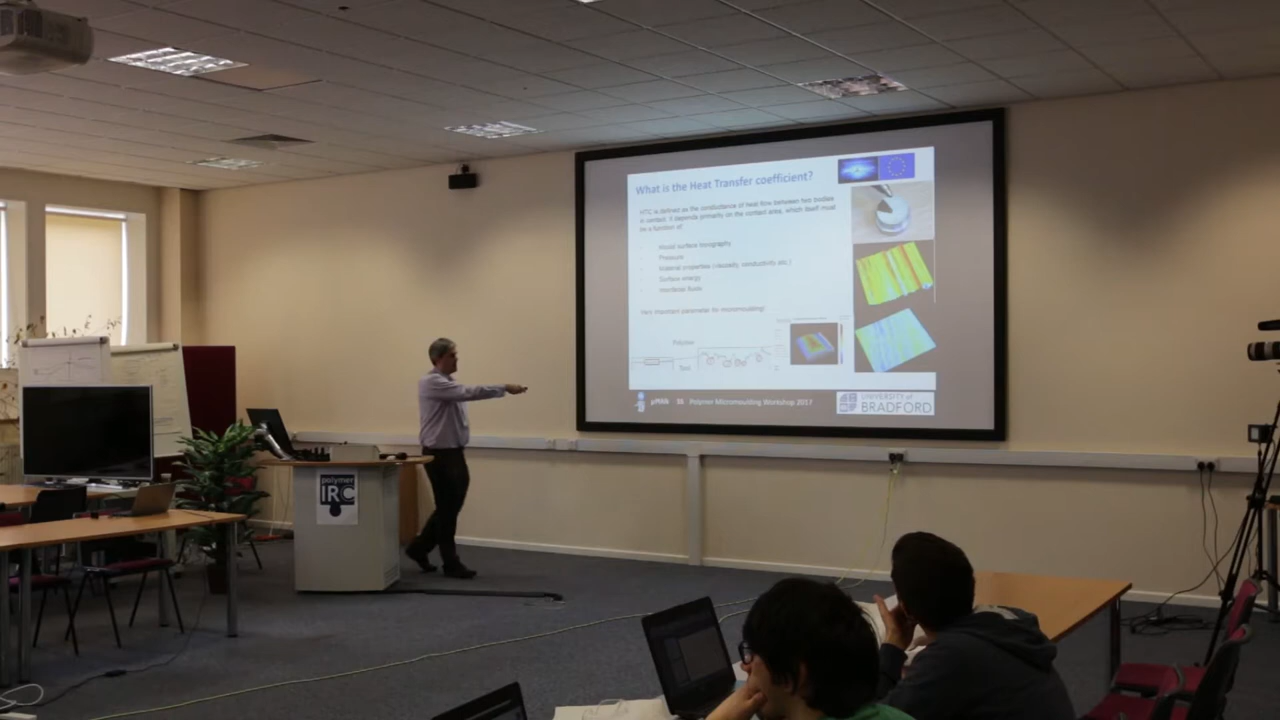 What is the Heat Transfer coefficient?
HTC is defined as the conductance of heat flow between two bodies
in contact. It depends primarily on the contact area, which itself must
be a function of
Mould surface topography
Pressure
Material properties (viscosity, conductivity etc.)
Surface energy
Interfacial fluids
Very important parameter for micromoulding!
Polymer
Tool
Polymer Micromoulding Workshop 2017
UNIVERSITY of
BRADFORD
polymer
IRC